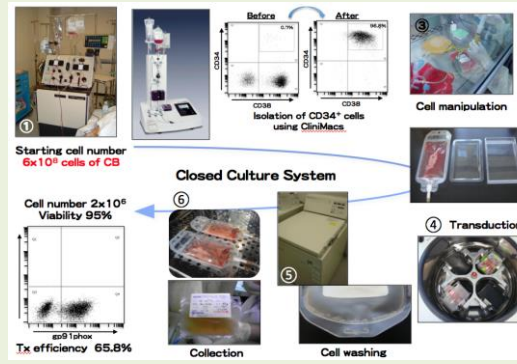 Before
After
0.7%
96.8%
CD34
CD34
CD38
CD38
Isolation of CD34+ cells
using CliniMacs
③
Cell manipulation
①
Starting cell number
6x10⁸ cells of CB
Closed Culture System
Cell number 2x10⁶
Viability 95%
gp91phox
Tx efficiency 65.8%
⑥
Collection
⑤
Cell washing
④ Transduction